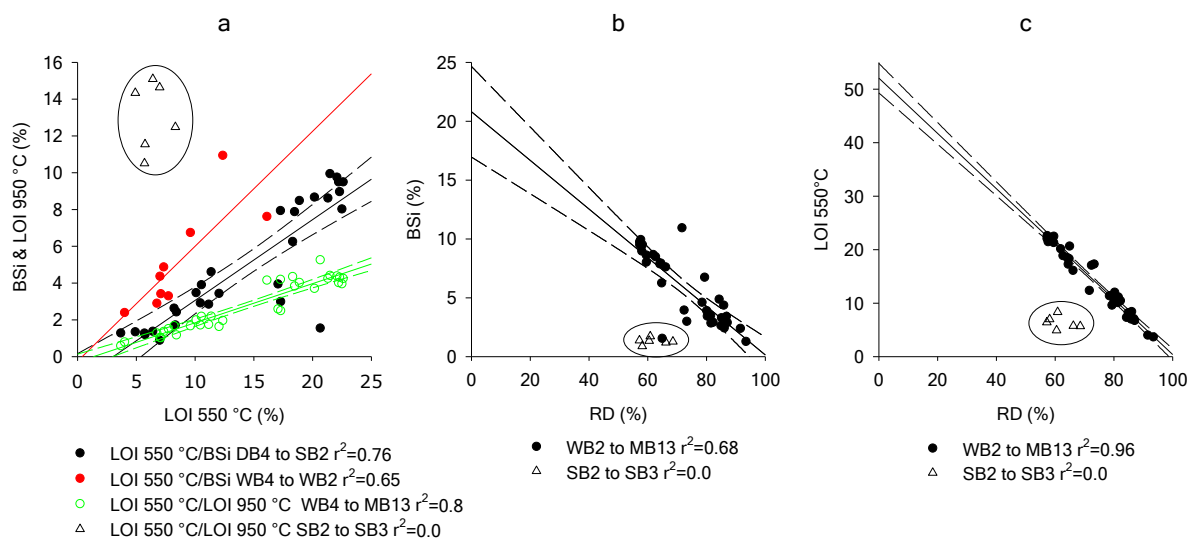 a
b
c
16
14
12
10
8
6
4
2
0
BSi & LOI 950 °C (%)
0 5 10 15 20 25
LOI 550 °C (%)
25
20
15
10
5
0
BSi (%)
0 20 40 60 80 100
RD (%)
50
40
30
20
10
0
LOI 550°C
0 20 40 60 80 100
RD (%)
LOI 550 °C/BSi DB4 to SB2 r²=0.76
LOI 550 °C/BSi WB4 to WB2 r²=0.65
LOI 550 °C/LOI 950 °C WB4 to MB13 r²=0.8
LOI 550 °C/LOI 950 °C SB2 to SB3 r²=0.0
WB2 to MB13 r²=0.68
SB2 to SB3 r²=0.0
WB2 to MB13 r²=0.96
SB2 to SB3 r²=0.0